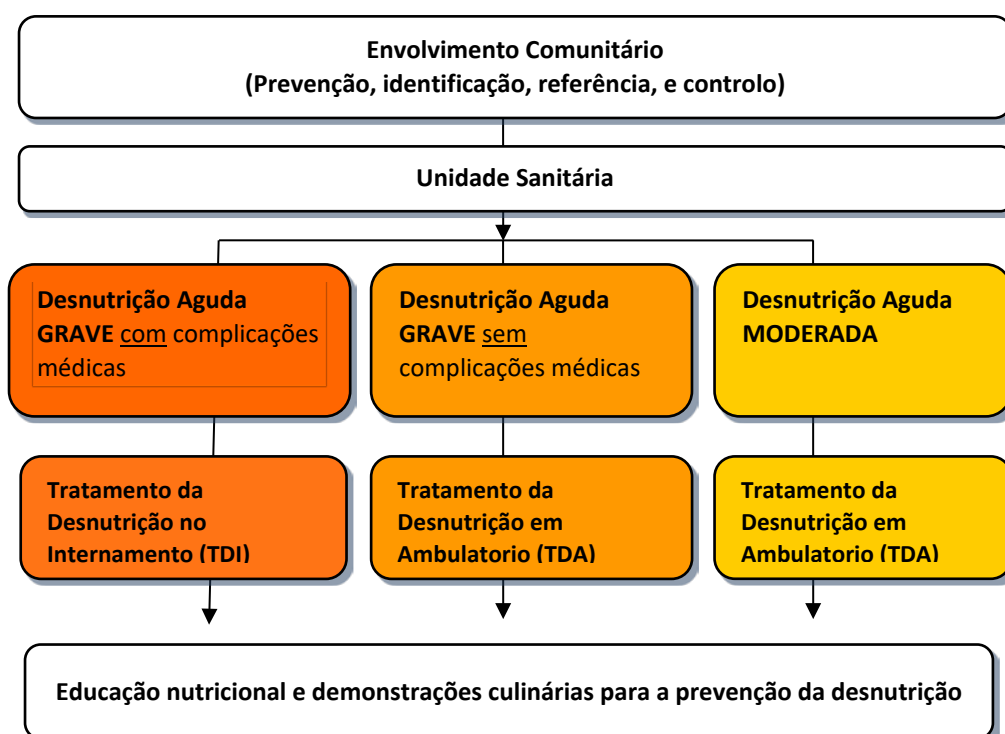 Envolvimento Comunitário
(Prevenção, identificação, referência, e controlo)
Unidade Sanitária
Desnutrição Aguda
GRAVE com complicações
médicas
Desnutrição Aguda
GRAVE sem
complicações médicas
Desnutrição Aguda
MODERADA
Tratamento da
Desnutrição no
Internamento (TDI)
Tratamento da
Desnutrição em
Ambulatorio (TDA)
Tratamento da
Desnutrição em
Ambulatorio (TDA)
Educação nutricional e demonstrações culinárias para a prevenção da desnutrição